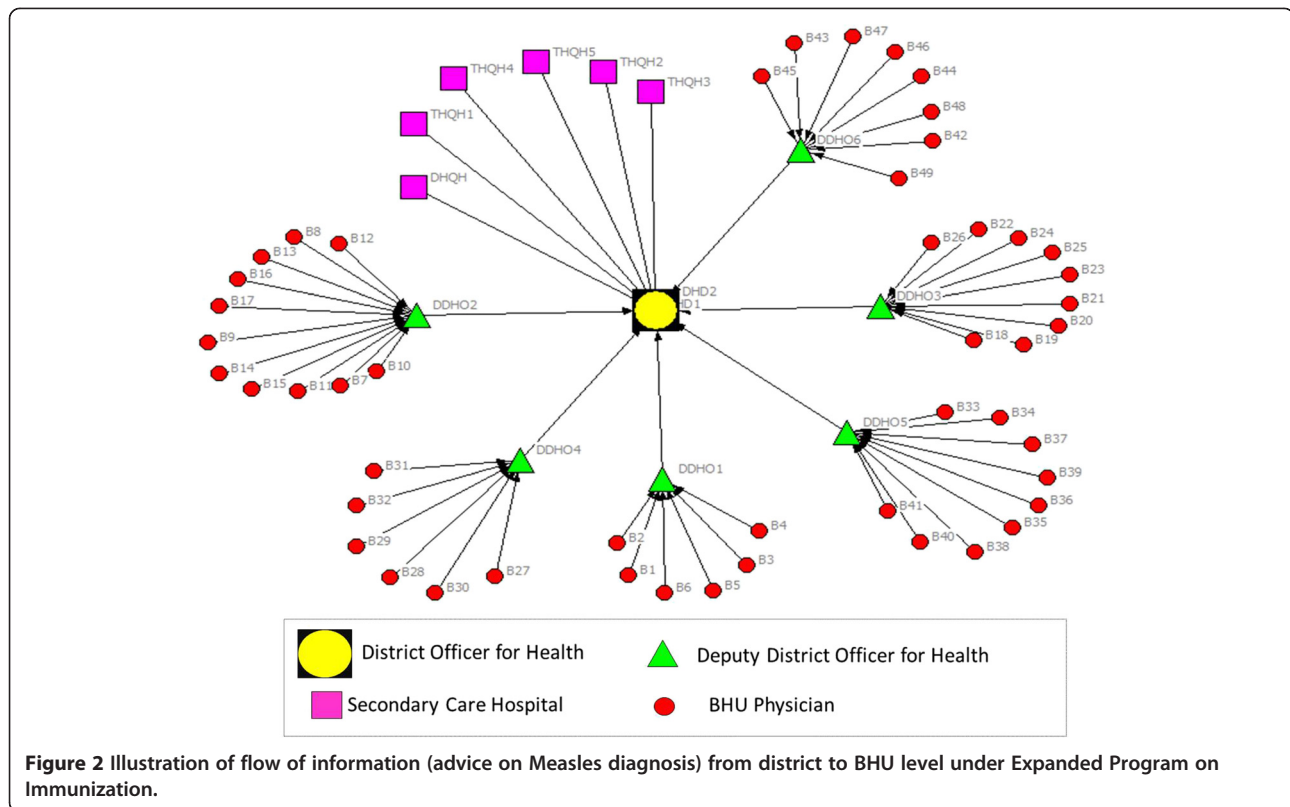 B43
B47
B46
B45
B44
B48
B42
B49
DDHO6
THQH5
THQH2
THQH4
THQH3
THQH1
DHQH
B8
B12
B13
B16
B17
B9
B14
B15
B11
B7
B10
DDHO2
DHD2
HD1
B22
B24
B26
B25
B23
B21
B20
B19
B18
DDHO3
DDHO5
B33
B34
B37
B39
B36
B35
B38
B40
B41
DDHO4
B31
B32
B29
B28
B30
B27
DDHO1
B2
B1
B6
B5
B3
B4
District Officer for Health
Deputy District Officer for Health
Secondary Care Hospital
BHU Physician
Figure 2 Illustration of flow of information (advice on Measles diagnosis) from district to BHU level under Expanded Program on
Immunization.